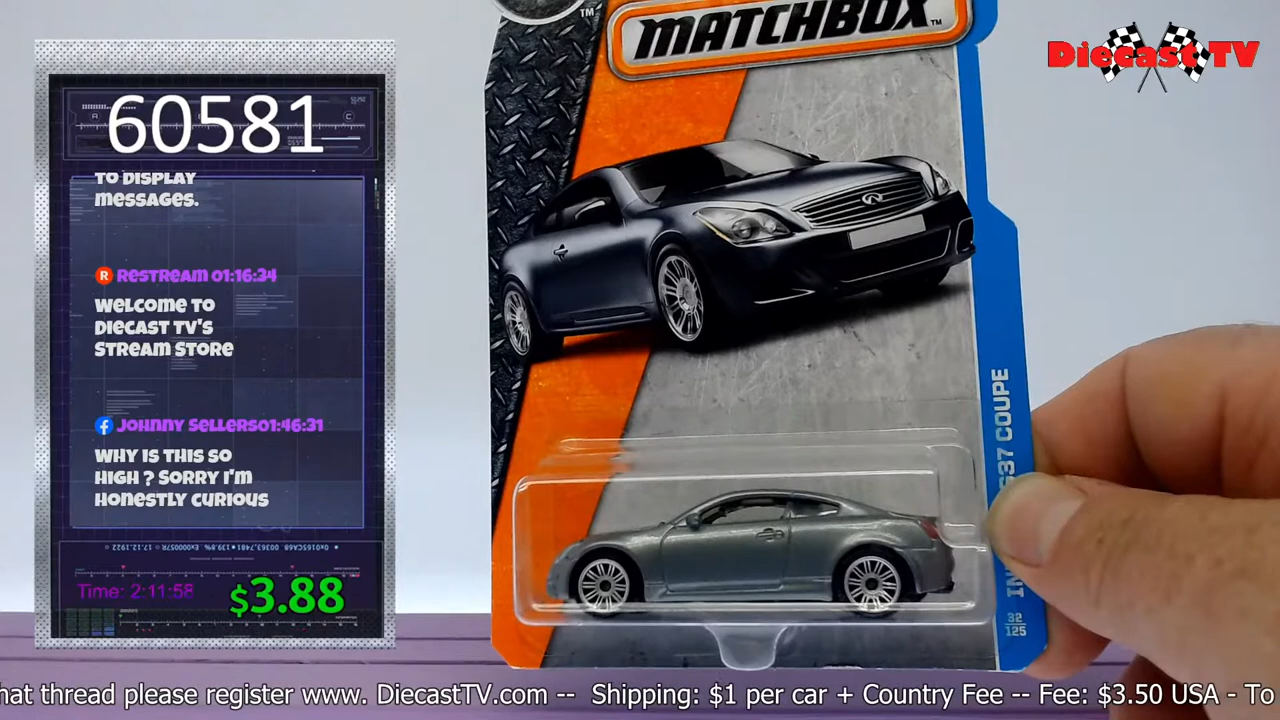 60581
TO DISPLAY
MESSAGES.
RESTREAM 01:16:34
WELCOME TO
DIECAST TV'S
STREAM STORE
JOHNNY SELLERS01:46:31
WHY IS THIS SO
HIGH ? SORRY I'M
HONESTLY CURIOUS
Time: 2:11:58
$3.88
MATCHBOX™
TM
G37 COUPE
32
125
Diecast TV
hat thread please register www. DiecastTV.com -- Shipping: $1 per car + Country Fee -- Fee: $3.50 USA - To